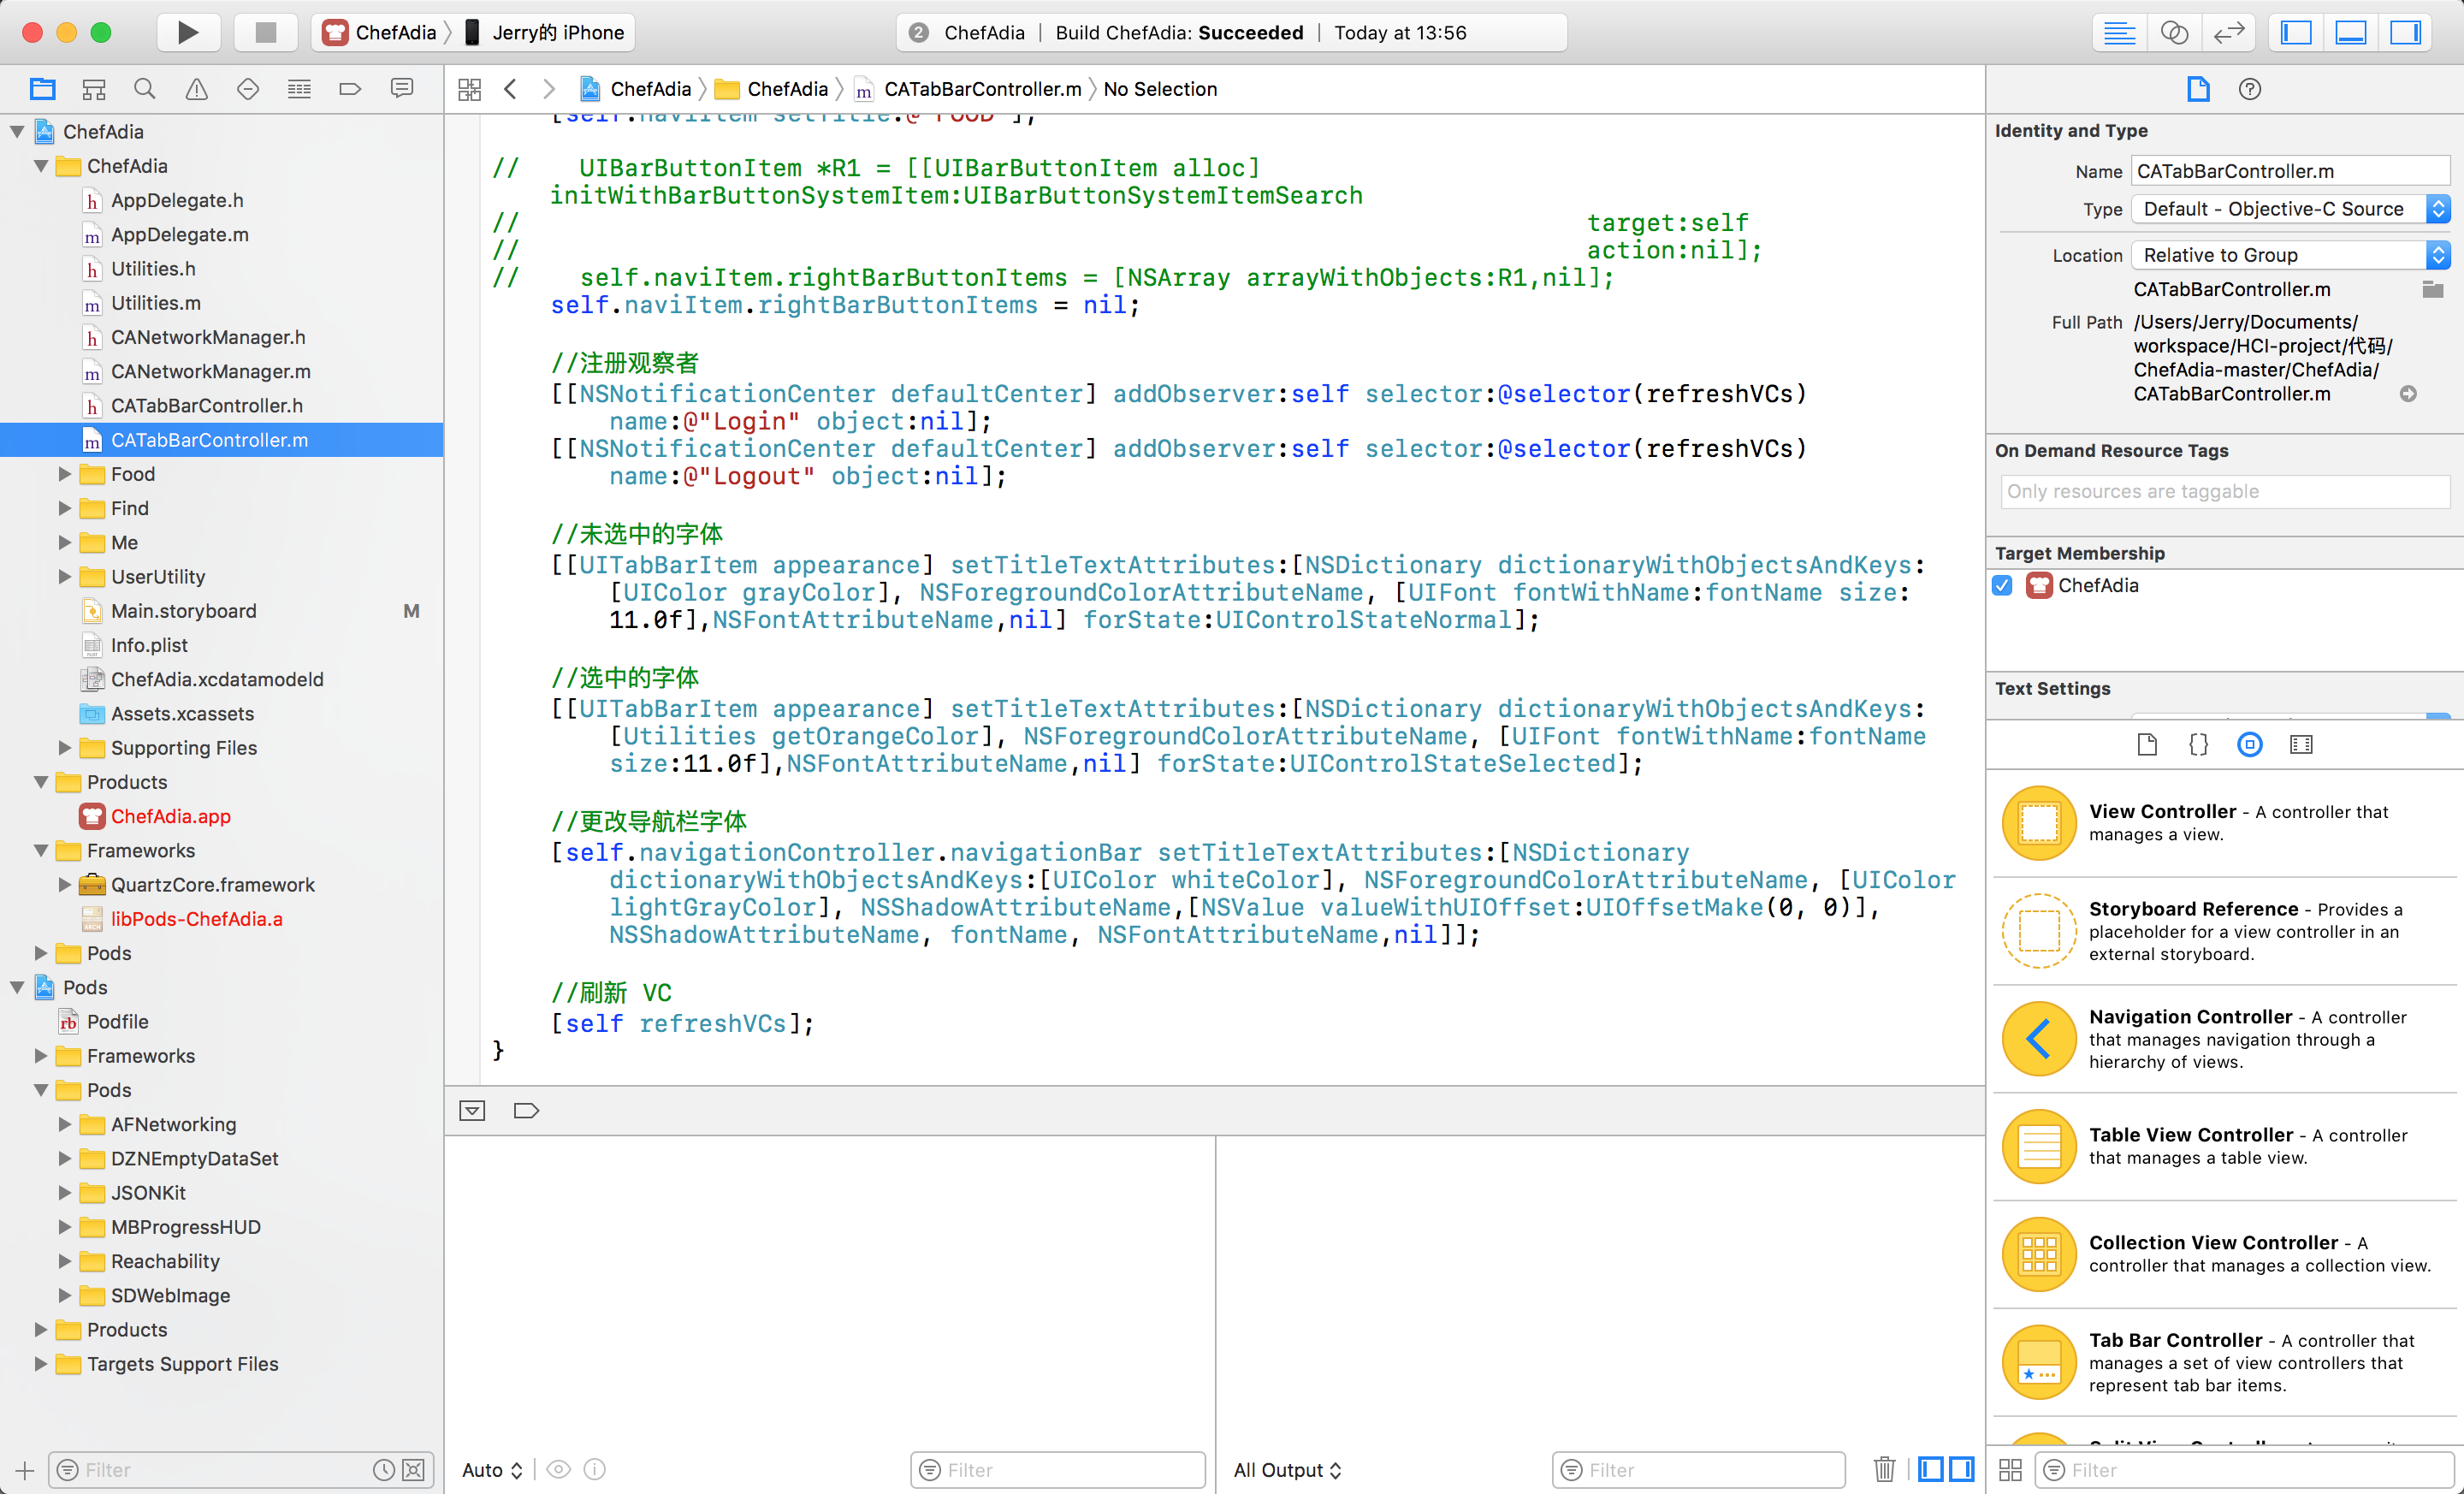 ChefAdia
Jerry的 iPhone
2
ChefAdia
Build ChefAdia: Succeeded
Today at 13:56
ChefAdia
ChefAdia
CATabBarController.m
No Selection
ChefAdia
ChefAdia
AppDelegate.h
AppDelegate.m
Utilities.h
Utilities.m
CANetworkManager.h
CANetworkManager.m
CATabBarController.h
CATabBarController.m
Food
Find
Me
UserUtility
Main.storyboard M
Info.plist
ChefAdia.xcdatamodeld
Assets.xcassets
Supporting Files
Products
ChefAdia.app
Frameworks
QuartzCore.framework
libPods-ChefAdia.a
Pods
Pods
Podfile
Frameworks
Pods
AFNetworking
DZNEmptyDataSet
JSONKit
MBProgressHUD
Reachability
SDWebImage
Products
Targets Support Files
Filter
[self.naviItem setTitle:@"FOOD"];
//    UIBarButtonItem *R1 = [[UIBarButtonItem alloc]
initWithBarButtonSystemItem:UIBarButtonSystemItemSearch
// target:self
// action:nil];
//    self.naviItem.rightBarButtonItems = [NSArray arrayWithObjects:R1,nil];
self.naviItem.rightBarButtonItems = nil;
//注册观察者
[[NSNotificationCenter defaultCenter] addObserver:self selector:@selector(refreshVCs)
name:@"Login" object:nil];
[[NSNotificationCenter defaultCenter] addObserver:self selector:@selector(refreshVCs)
name:@"Logout" object:nil];
//未选中的字体
[[UITabBarItem appearance] setTitleTextAttributes:[NSDictionary dictionaryWithObjectsAndKeys:
[UIColor grayColor], NSForegroundColorAttributeName, [UIFont fontWithName:fontName size:
11.0f],NSFontAttributeName,nil] forState:UIControlStateNormal];
//选中的字体
[[UITabBarItem appearance] setTitleTextAttributes:[NSDictionary dictionaryWithObjectsAndKeys:
[Utilities getOrangeColor], NSForegroundColorAttributeName, [UIFont fontWithName:fontName
size:11.0f],NSFontAttributeName,nil] forState:UIControlStateSelected];
//更改导航栏字体
[self.navigationController.navigationBar setTitleTextAttributes:[NSDictionary
dictionaryWithObjectsAndKeys:[UIColor whiteColor], NSForegroundColorAttributeName, [UIColor
lightGrayColor], NSShadowAttributeName,[NSValue valueWithUIOffset:UIOffsetMake(0, 0)],
NSShadowAttributeName, fontName, NSFontAttributeName,nil]];
//刷新 VC
[self refreshVCs];
}
Auto
Filter
All Output
Filter
Identity and Type
Name CATabBarController.m
Type Default - Objective-C Source
Location Relative to Group
CATabBarController.m
Full Path /Users/Jerry/Documents/
workspace/HCI-project/代码/
ChefAdia-master/ChefAdia/
CATabBarController.m
On Demand Resource Tags
Only resources are taggable
Target Membership
ChefAdia
Text Settings
View Controller - A controller that
manages a view.
Storyboard Reference - Provides a
placeholder for a view controller in an
external storyboard.
Navigation Controller - A controller
that manages navigation through a
hierarchy of views.
Table View Controller - A controller
that manages a table view.
Collection View Controller - A
controller that manages a collection view.
Tab Bar Controller - A controller that
manages a set of view controllers that
represent tab bar items.
Filter